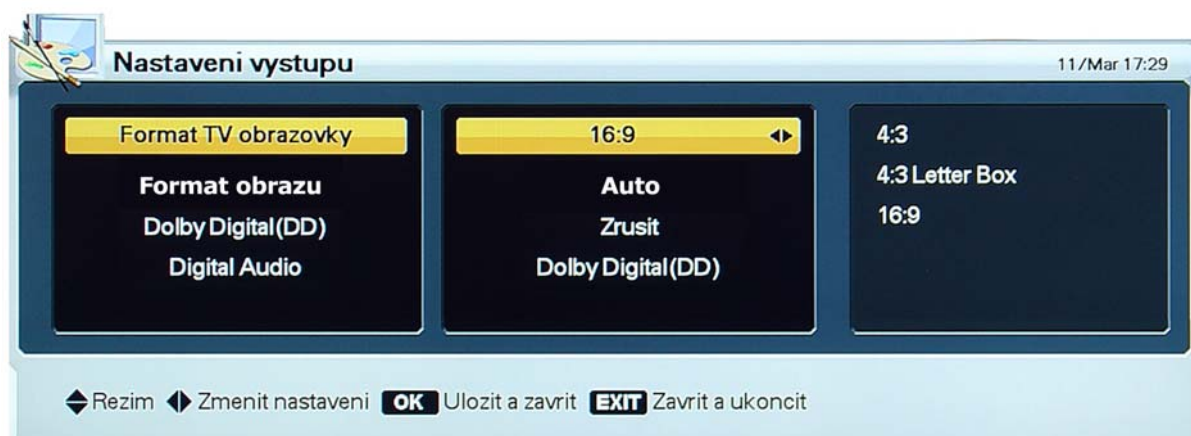 Nastaveni vystupu
11/Mar 17:29
Format TV obrazovky 16:9
Format obrazu Auto
Dolby Digital(DD) Zrusit
Digital Audio Dolby Digital(DD)
4:3
4:3 Letter Box
16:9
Rezim Zmenit nastaveni OK Ulozit a zavrit EXIT Zavrit a ukoncit